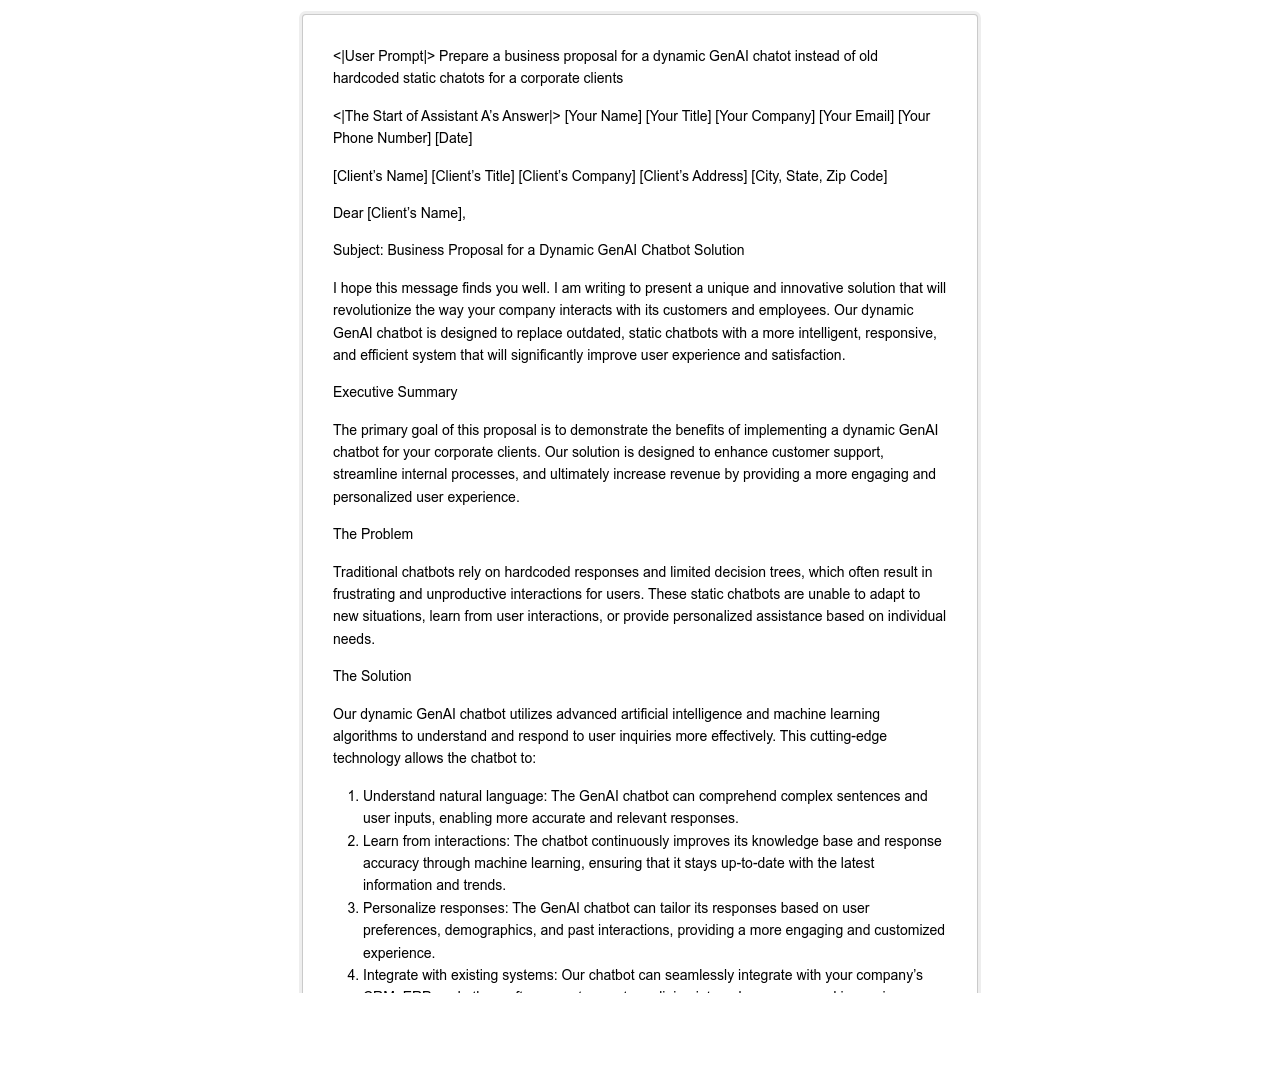 <|User Prompt|> Prepare a business proposal for a dynamic GenAI chatot instead of old
hardcoded static chatots for a corporate clients
<|The Start of Assistant A’s Answer|> [Your Name] [Your Title] [Your Company] [Your Email] [Your
Phone Number] [Date]
[Client’s Name] [Client’s Title] [Client’s Company] [Client’s Address] [City, State, Zip Code]
Dear [Client’s Name],
Subject: Business Proposal for a Dynamic GenAI Chatbot Solution
I hope this message finds you well. I am writing to present a unique and innovative solution that will
revolutionize the way your company interacts with its customers and employees. Our dynamic
GenAI chatbot is designed to replace outdated, static chatbots with a more intelligent, responsive,
and efficient system that will significantly improve user experience and satisfaction.
Executive Summary
The primary goal of this proposal is to demonstrate the benefits of implementing a dynamic GenAI
chatbot for your corporate clients. Our solution is designed to enhance customer support,
streamline internal processes, and ultimately increase revenue by providing a more engaging and
personalized user experience.
The Problem
Traditional chatbots rely on hardcoded responses and limited decision trees, which often result in
frustrating and unproductive interactions for users. These static chatbots are unable to adapt to
new situations, learn from user interactions, or provide personalized assistance based on individual
needs.
The Solution
Our dynamic GenAI chatbot utilizes advanced artificial intelligence and machine learning
algorithms to understand and respond to user inquiries more effectively. This cutting-edge
technology allows the chatbot to:
1. Understand natural language: The GenAI chatbot can comprehend complex sentences and
user inputs, enabling more accurate and relevant responses.
2. Learn from interactions: The chatbot continuously improves its knowledge base and response
accuracy through machine learning, ensuring that it stays up-to-date with the latest
information and trends.
3. Personalize responses: The GenAI chatbot can tailor its responses based on user
preferences, demographics, and past interactions, providing a more engaging and customized
experience.
4. Integrate with existing systems: Our chatbot can seamlessly integrate with your company’s